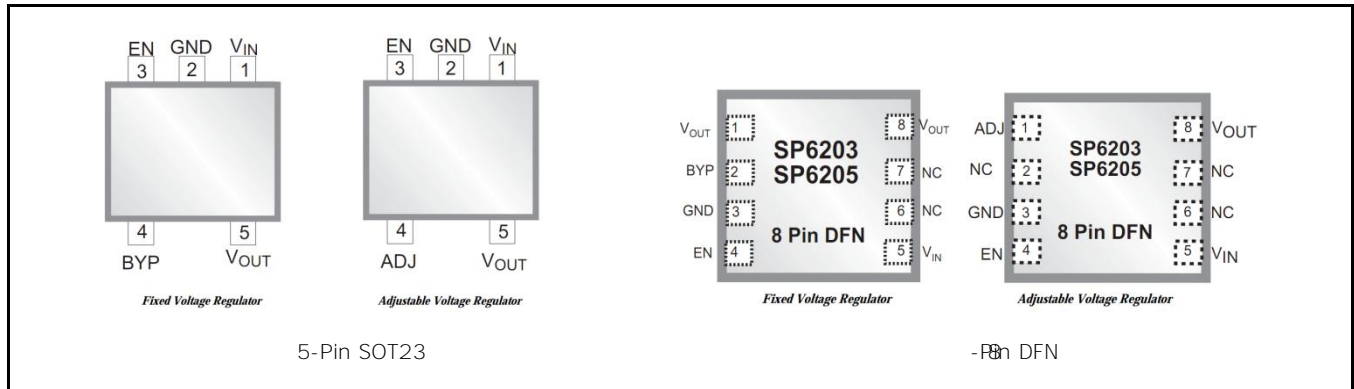 EN GND VIN
3 2 1
4 5
BYP VOUT
Fixed Voltage Regulator
EN GND VIN
3 2 1
4 5
ADJ VOUT
Adjustable Voltage Regulator
5-Pin SOT23
VOUT 1 8 VOUT
SP6203
SP6205
BYP 2 7 NC
GND 3 6 NC
8 Pin DFN
EN 4 5 VIN
Fixed Voltage Regulator
ADJ 1 8 VOUT
SP6203
SP6205
NC 2 7 NC
GND 3 6 NC
8 Pin DFN
EN 4 5 VIN
Adjustable Voltage Regulator
DFN